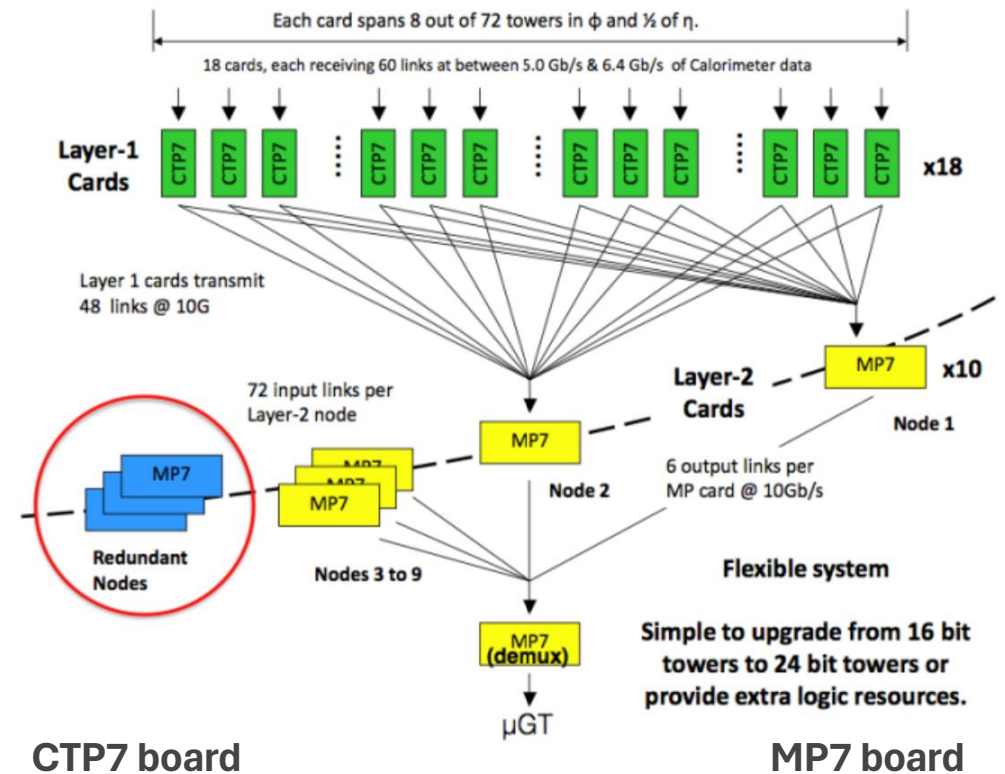 Each card spans 8 out of 72 towers in ϕ and ½ of η.
18 cards, each receiving 60 links at between 5.0 Gb/s & 6.4 Gb/s of Calorimeter data
Layer-1
Cards
CTP7
CTP7
CTP7
CTP7
CTP7
CTP7
CTP7
CTP7
CTP7
CTP7
CTP7
CTP7
x18
Layer 1 cards transmit
48 links @ 10G
72 input links per
Layer-2 node
Layer-2
Cards
MP7
x10
Node 1
MP7
Node 2
6 output links per
MP card @ 10Gb/s
MP7
MP7
MP7
Nodes 3 to 9
MP7
Redundant
Nodes
Flexible system
Simple to upgrade from 16 bit
towers to 24 bit towers or
provide extra logic resources.
MP7
(demux)
μGT
CTP7 board
MP7 board